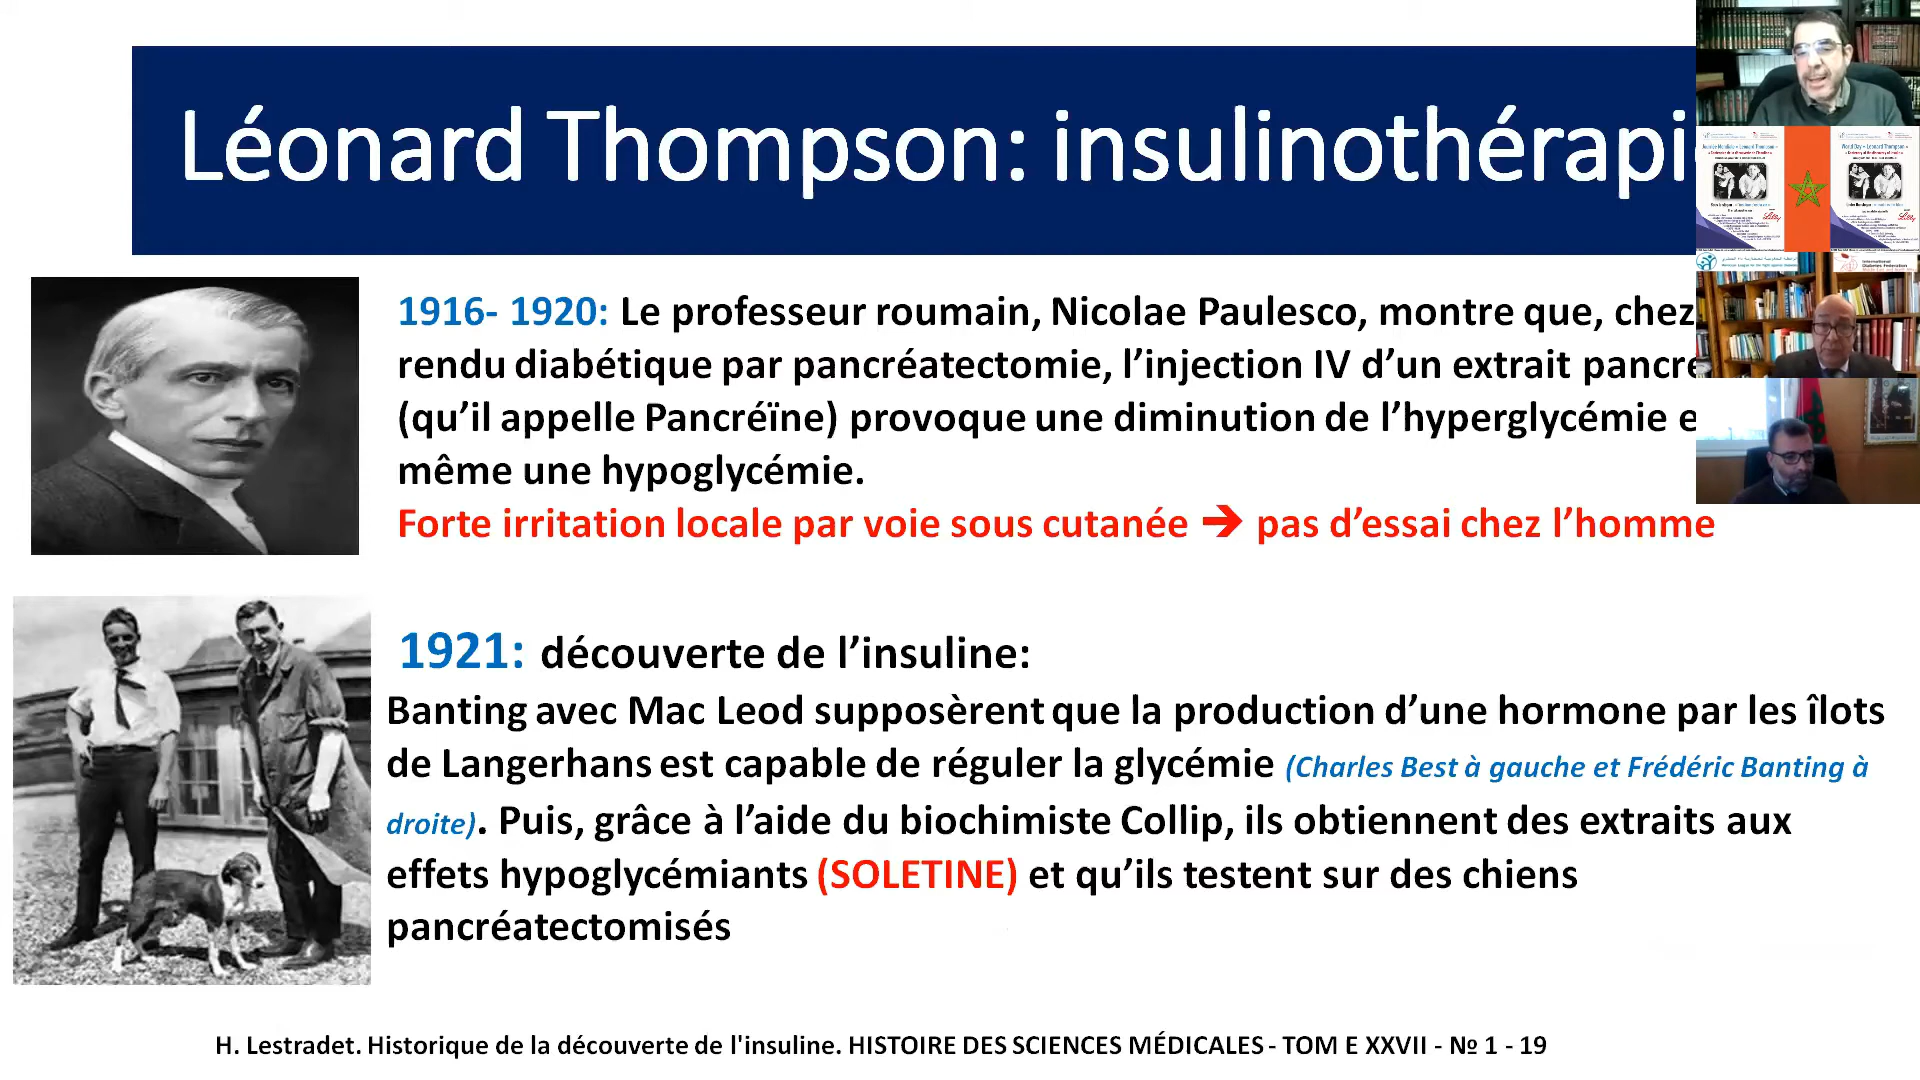 Léonard Thompson: insulinothérapi
1916- 1920: Le professeur roumain, Nicolae Paulesco, montre que, chez
rendu diabétique par pancréatectomie, l’injection IV d’un extrait pancré
(qu’il appelle Pancréïne) provoque une diminution de l’hyperglycémie e
même une hypoglycémie.
Forte irritation locale par voie sous cutanée ➔ pas d’essai chez l’homme
1921: découverte de l’insuline:
Banting avec Mac Leod supposèrent que la production d’une hormone par les îlots
de Langerhans est capable de réguler la glycémie (Charles Best à gauche et Frédéric Banting à
droite). Puis, grâce à l’aide du biochimiste Collip, ils obtiennent des extraits aux
effets hypoglycémiants (SOLETINE) et qu’ils testent sur des chiens
pancréatectomisés
H. Lestradet. Historique de la découverte de l'insuline. HISTOIRE DES SCIENCES MÉDICALES - TOM E XXVII - № 1 - 19
Lilly
Lilly